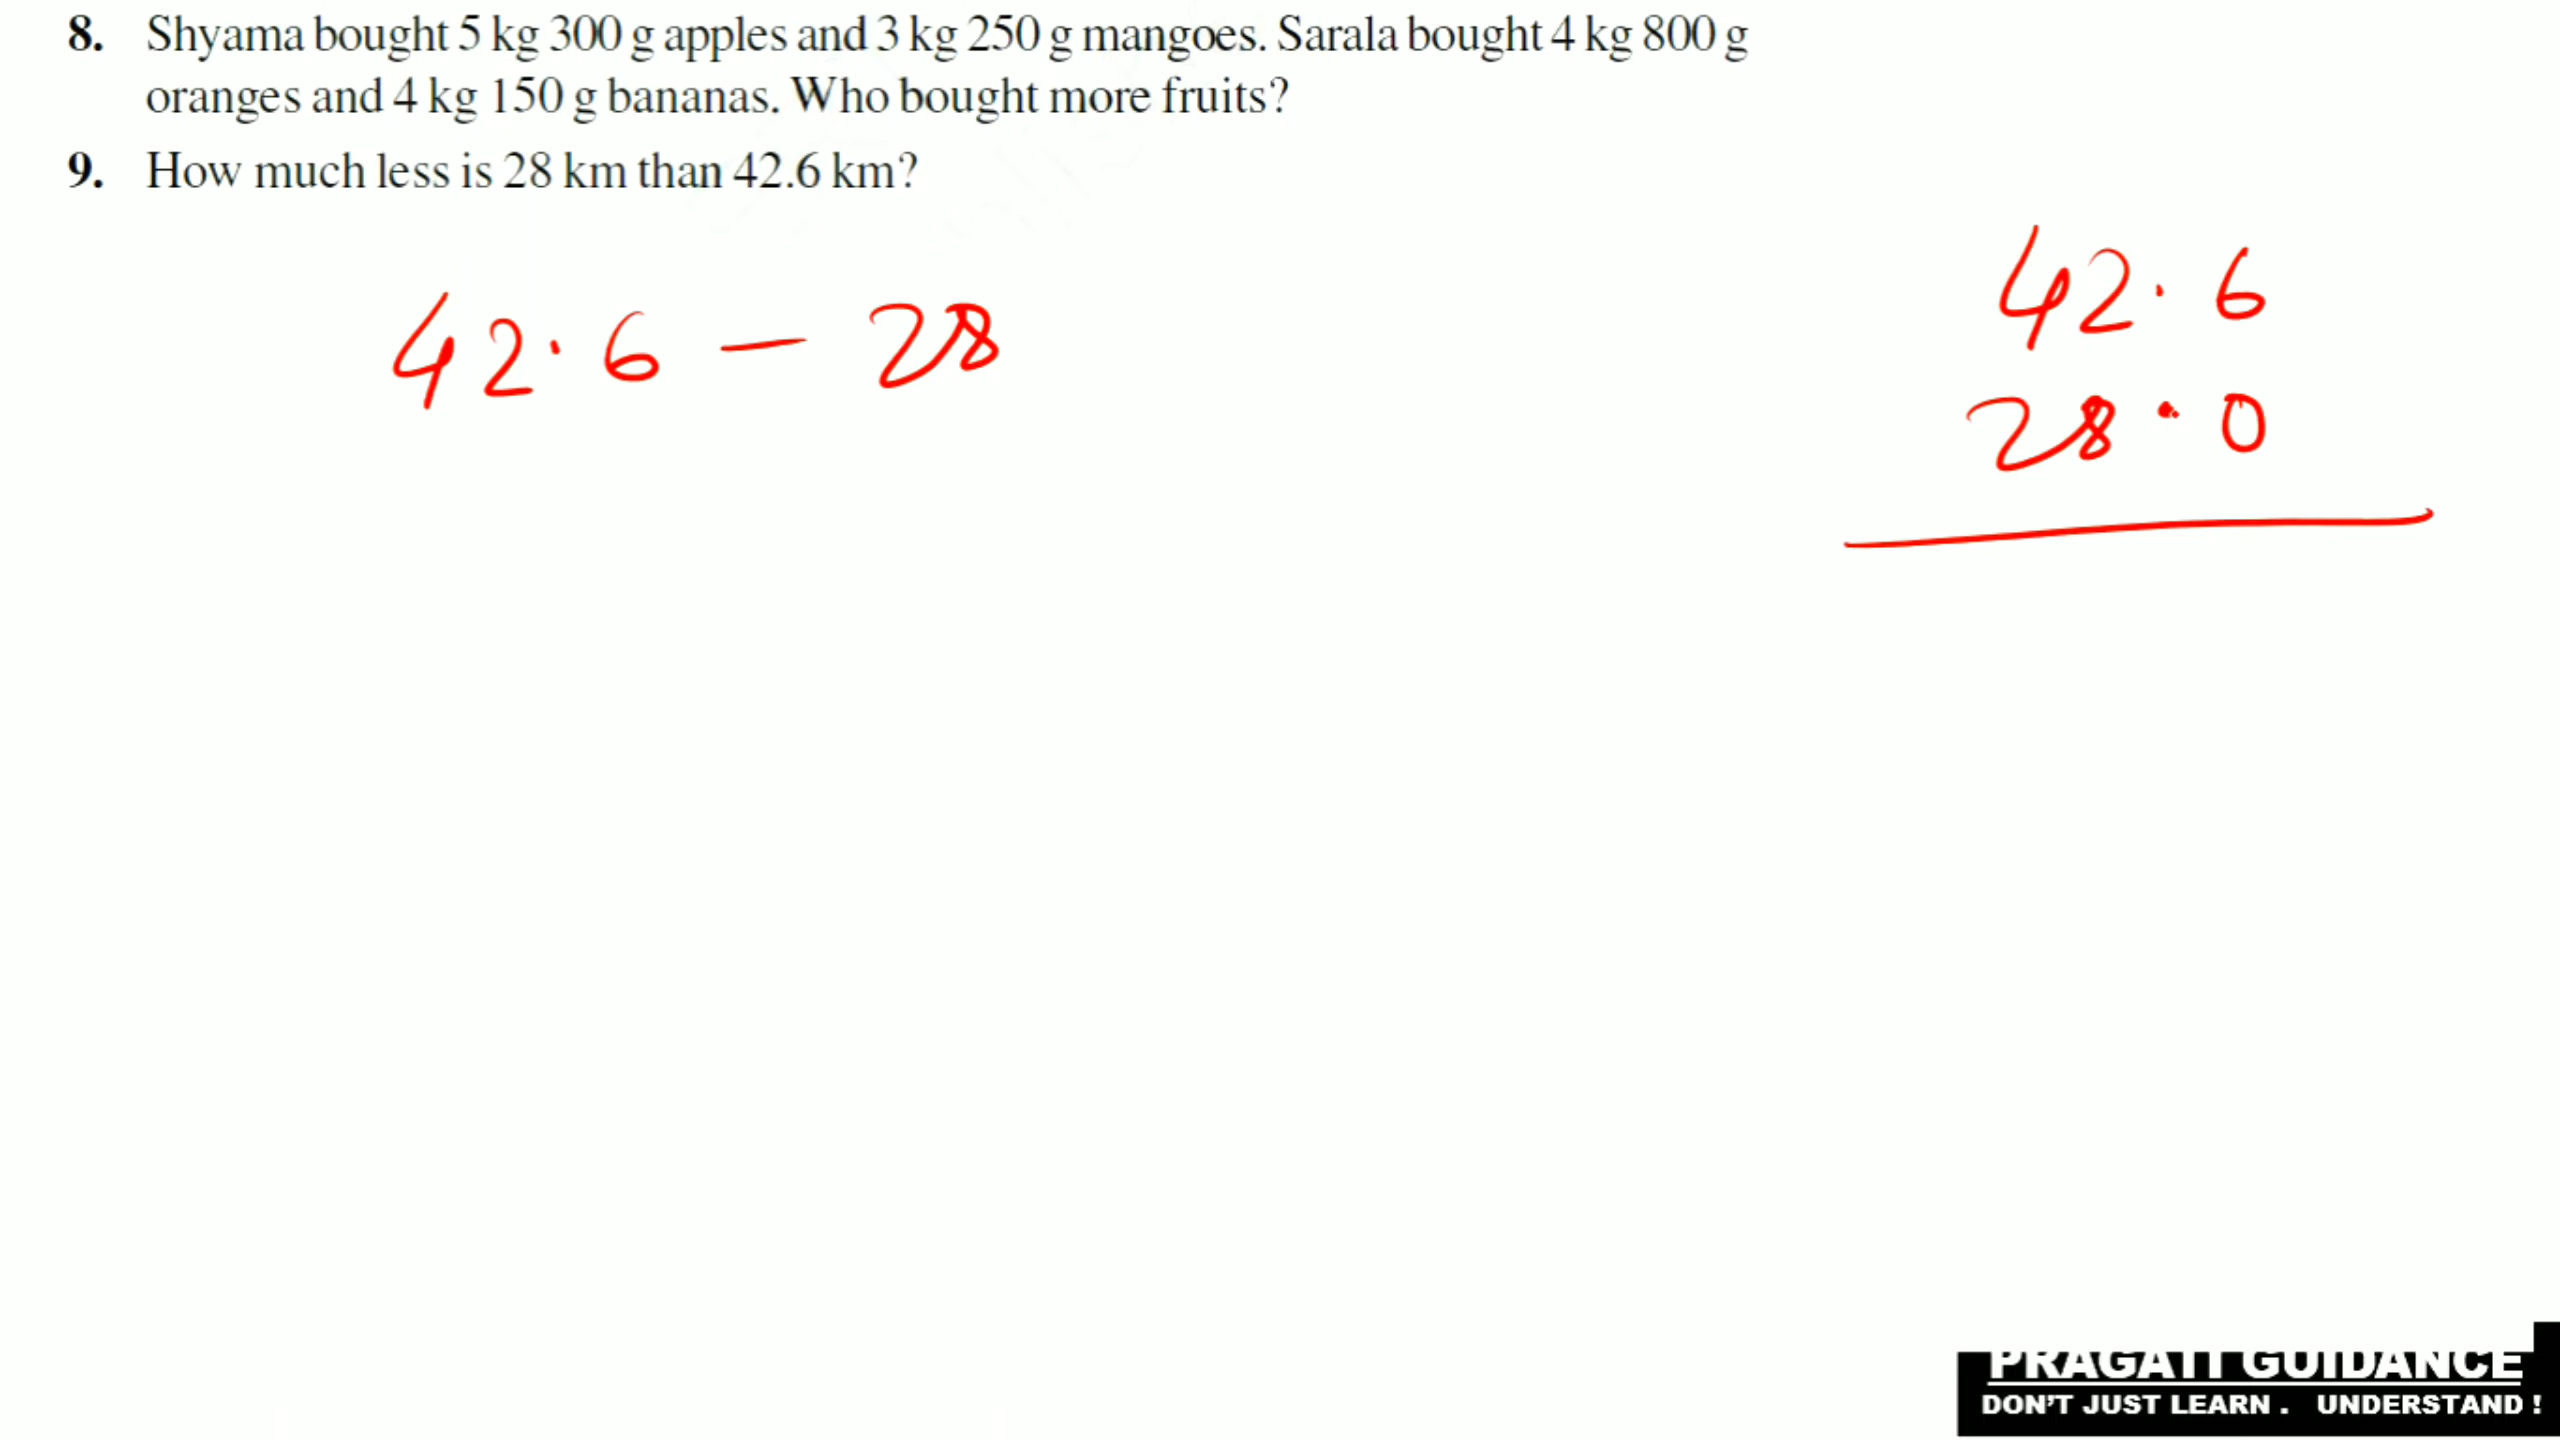 8. Shyama bought 5 kg 300 g apples and 3 kg 250 g mangoes. Sarala bought 4 kg 800 g
oranges and 4 kg 150 g bananas. Who bought more fruits?
9. How much less is 28 km than 42.6 km?
42.6 - 28
42.6
28.0
PRAGATI GUIDANCE
DON'T JUST LEARN . UNDERSTAND !